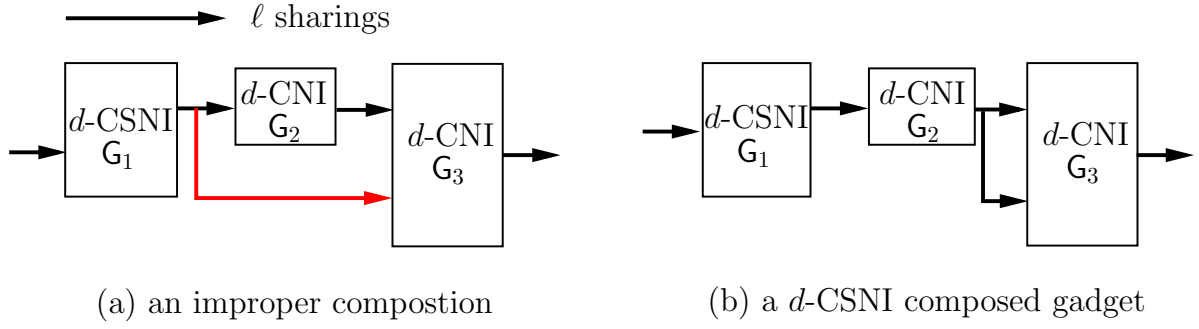 ℓ sharings
d-CSNI
G₁
d-CNI
G₂
d-CNI
G₃
d-CSNI
G₁
d-CNI
G₂
d-CNI
G₃
(a) an improper compostion
(b) a d-CSNI composed gadget